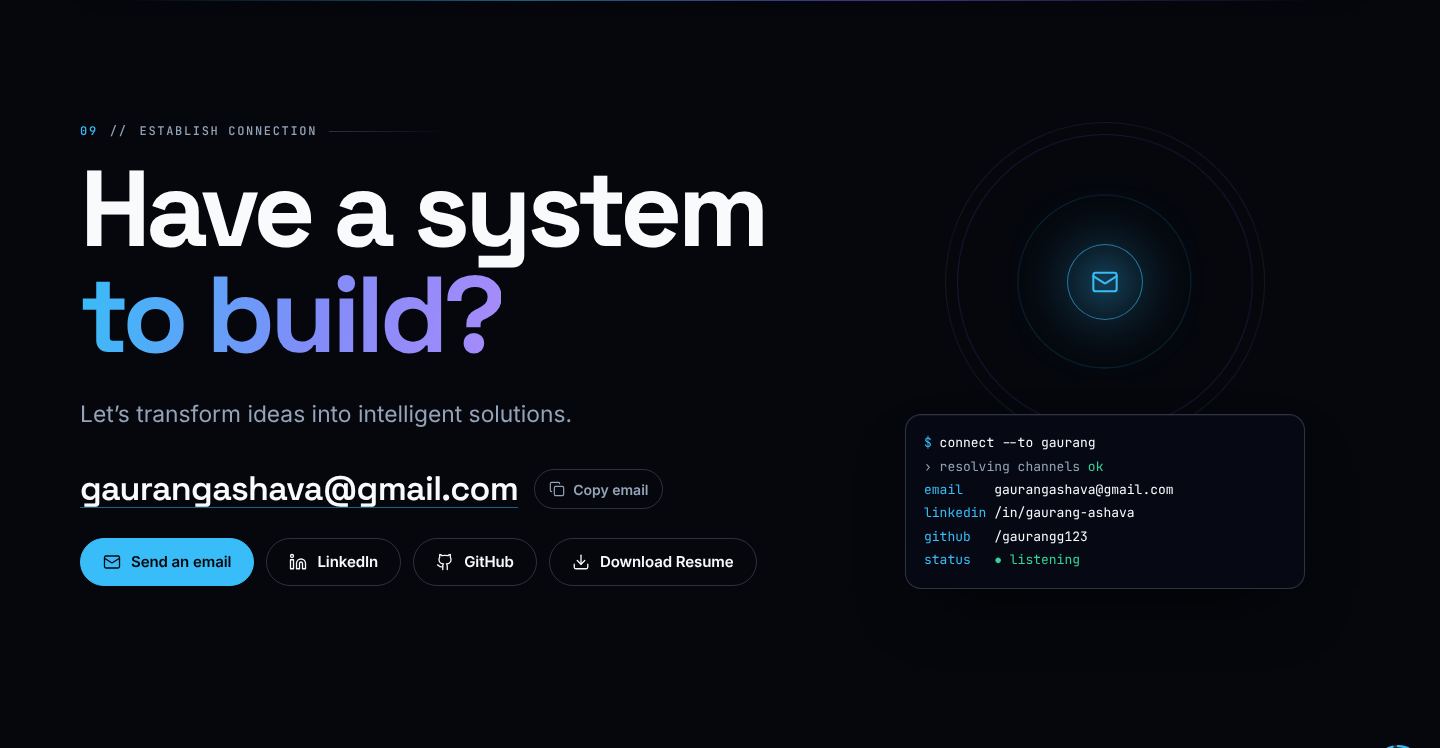 09 // ESTABLISH CONNECTION
Have a system
to build?
Let’s transform ideas into intelligent solutions.
gaurangashava@gmail.com
Copy email
Send an email
LinkedIn
GitHub
Download Resume
$ connect --to gaurang
› resolving channels ok
email gaurangashava@gmail.com
linkedin /in/gaurang-ashava
github /gaurangg123
status ● listening